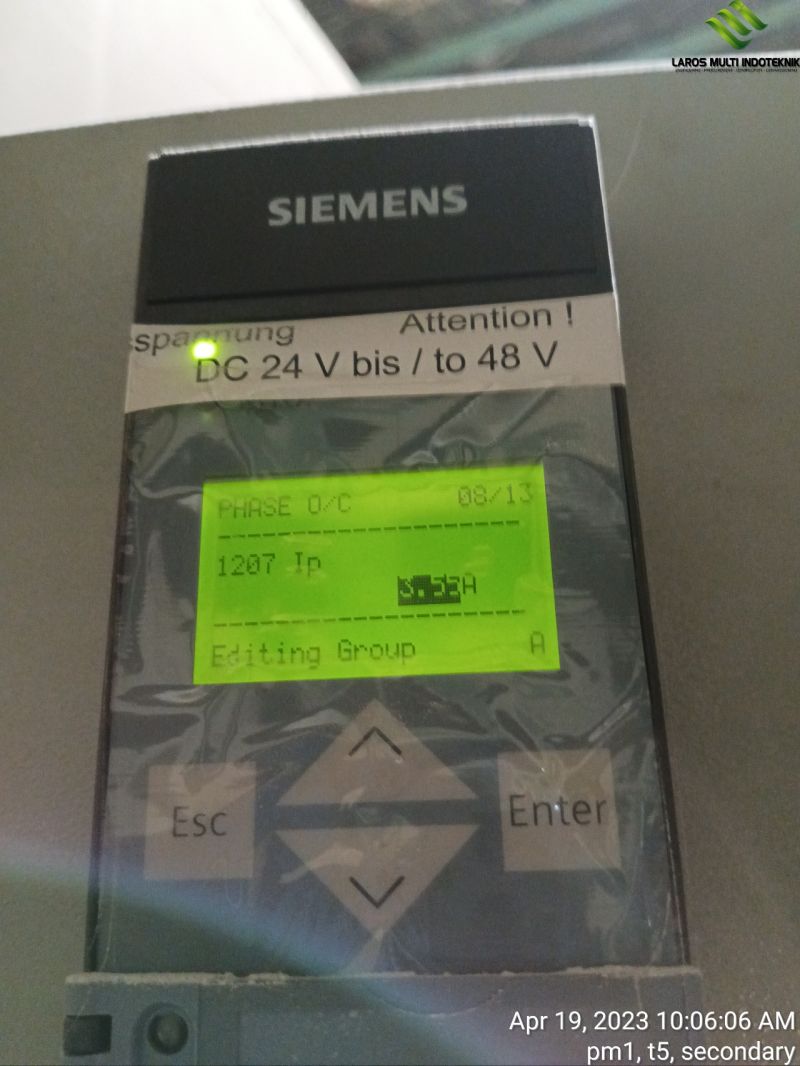 LAROS MULTI INDOTEKNIK
SIEMENS
spannung
Attention !
DC 24 V bis / to 48 V
PHASE O/C 08/13
1207 Ip
Editing Group A
Esc
Enter
Apr 19, 2023 10:06:06 AM
pm1, t5, secondary